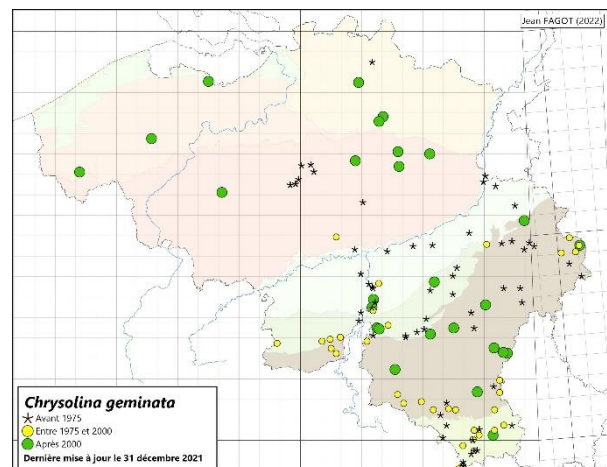 Jean FAGOT (2022)
Chrysolina geminata
Avant 1975
Entre 1975 et 2000
Après 2000
Dernière mise à jour le 31 décembre 2021